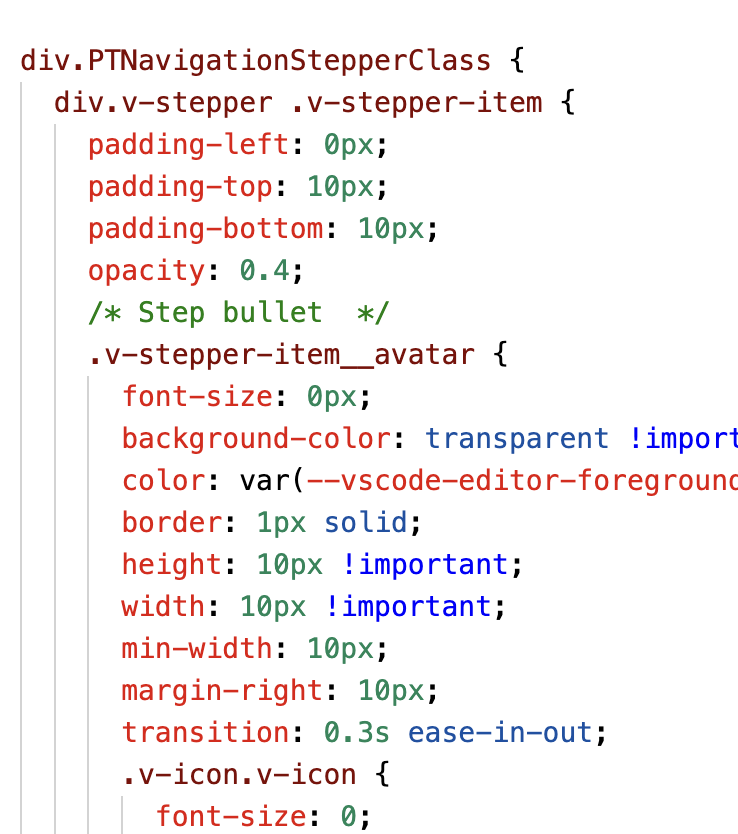 div.PTNavigationStepperClass {
div.v-stepper .v-stepper-item {
padding-left: 0px;
padding-top: 10px;
padding-bottom: 10px;
opacity: 0.4;
/* Step bullet  */
.v-stepper-item__avatar {
font-size: 0px;
background-color: transparent !import
color: var(--vscode-editor-foreground
border: 1px solid;
height: 10px !important;
width: 10px !important;
min-width: 10px;
margin-right: 10px;
transition: 0.3s ease-in-out;
.v-icon.v-icon {
font-size: 0;